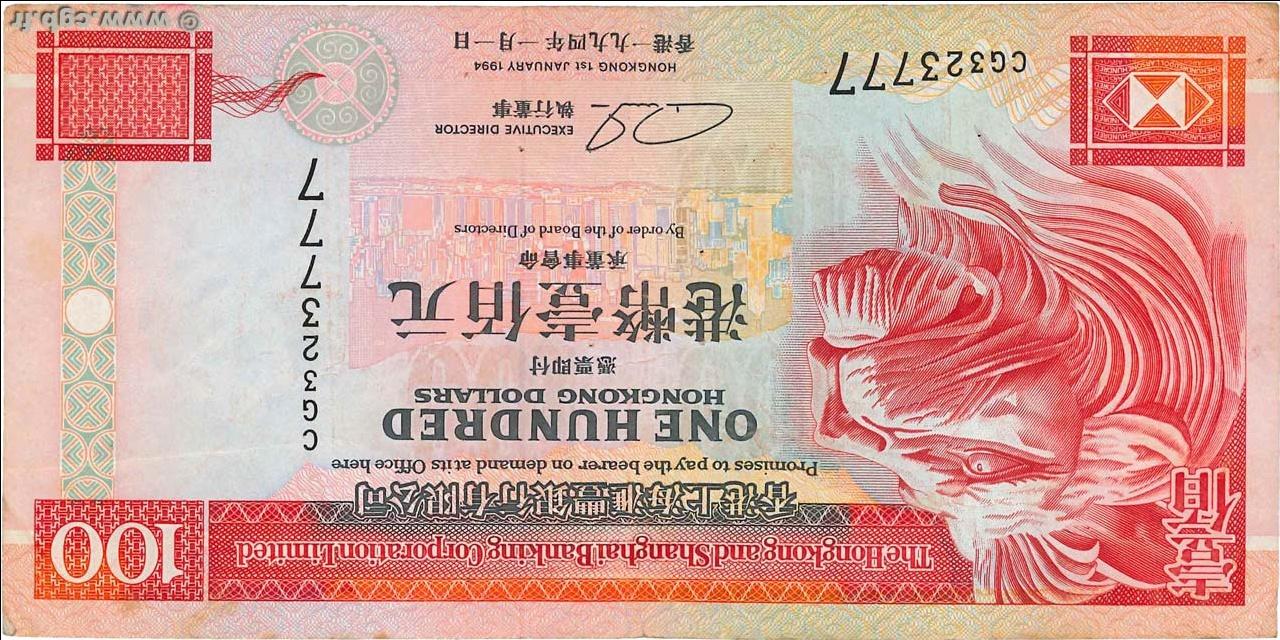 The Hongkong and Shanghai Banking Corporation Limited
香港上海滙豐銀行有限公司
100
壹佰
Promises to pay the bearer on demand at its Office here
ONE HUNDRED
HONGKONG DOLLARS
憑票即付
港幣壹佰元
承董事會命
By order of the Board of Directors
CG323777
EXECUTIVE DIRECTOR
執行董事
HONGKONG 1st JANUARY 1994
香港一九九四年一月一日
CG323777
© www.cgb.fr